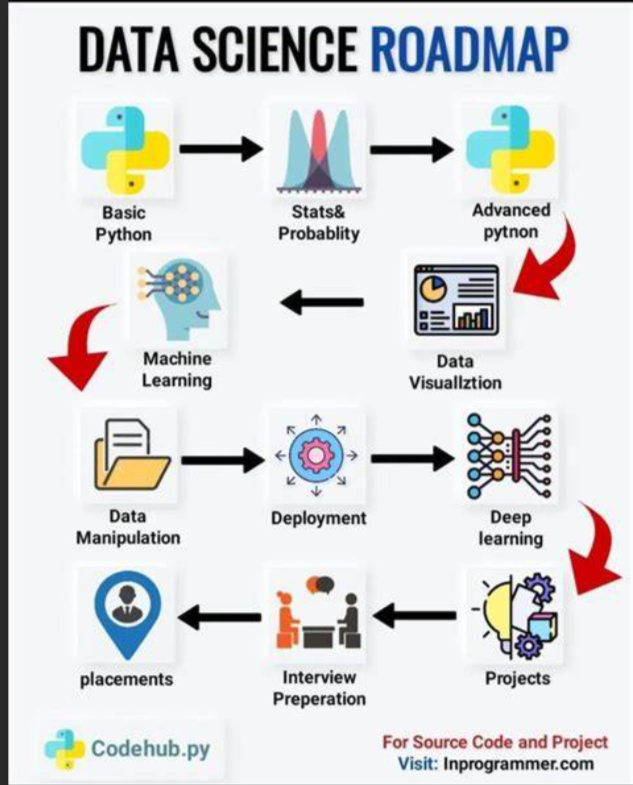 DATA SCIENCE ROADMAP
Basic
Python
Stats&
Probablity
Advanced
pytnon
Machine
Learning
Data
Visuallztion
Data
Manipulation
Deployment
Deep
learning
placements
Interview
Preperation
Projects
Codehub.py
For Source Code and Project
Visit: Inprogrammer.com